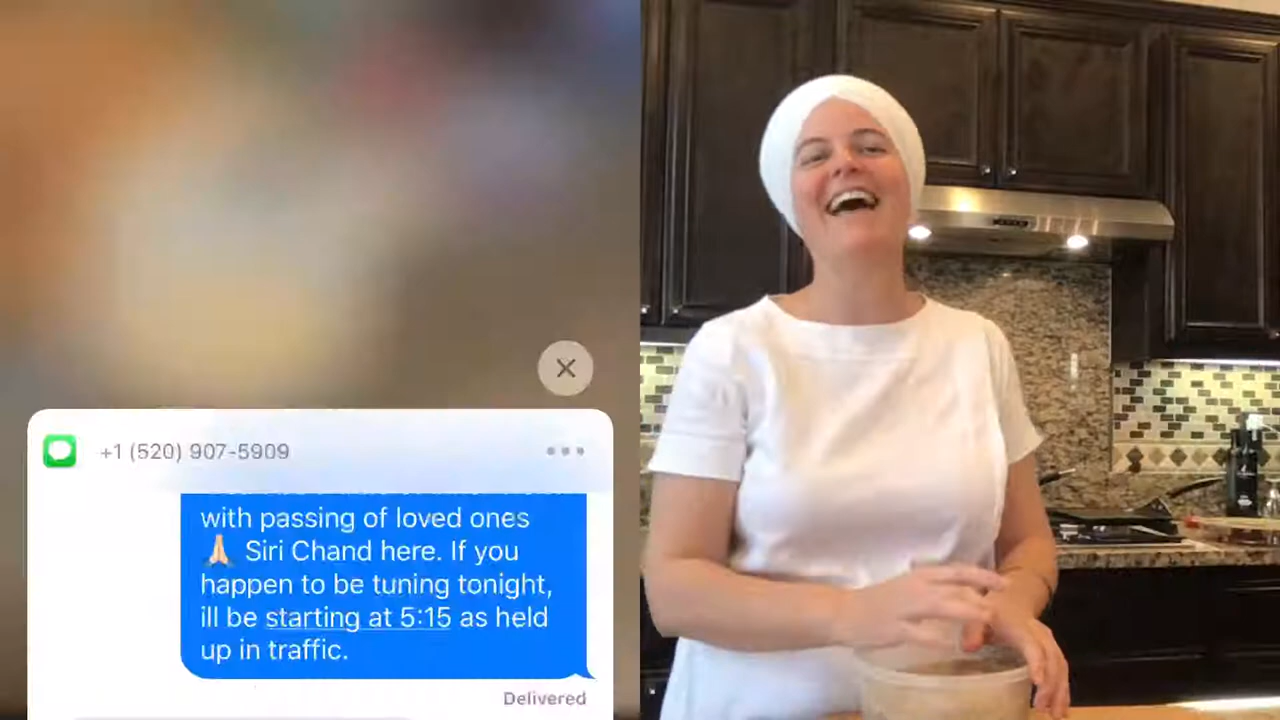 +1 (520) 907-5909
with passing of loved ones
🙏🏼 Siri Chand here. If you
happen to be tuning tonight,
ill be starting at 5:15 as held
up in traffic.
Delivered